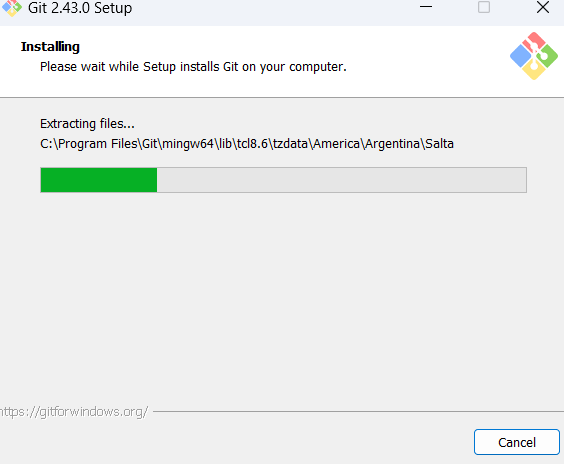 Git 2.43.0 Setup
Installing
Please wait while Setup installs Git on your computer.
Extracting files...
C:\Program Files\Git\mingw64\lib\tcl8.6\tzdata\America\Argentina\Salta
https://gitforwindows.org/
Cancel